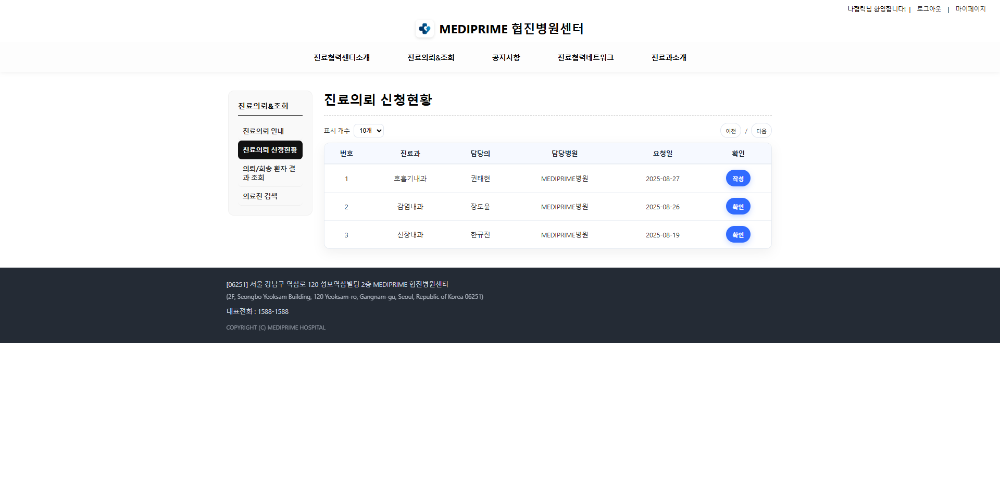 나협력님 환영합니다! | 로그아웃 | 마이페이지
MEDIPRIME 협진병원센터
진료협력센터소개 진료의뢰&조회 공지사항 진료협력네트워크 진료과소개
진료의뢰&조회
진료의뢰 안내
진료의뢰 신청현황
의뢰/회송 환자 결
과 조회
의료진 검색
진료의뢰 신청현황
표시 개수 10개 이전 / 다음
번호 진료과 담당의 담당병원 요청일 확인
1 호흡기내과 권태현 MEDIPRIME병원 2025-08-27 작성
2 감염내과 장도윤 MEDIPRIME병원 2025-08-26 확인
3 신장내과 한규진 MEDIPRIME병원 2025-08-19 확인
[06251] 서울 강남구 역삼로 120 성보역삼빌딩 2층 MEDIPRIME 협진병원센터
(2F, Seongbo Yeoksam Building, 120 Yeoksam-ro, Gangnam-gu, Seoul, Republic of Korea 06251)
대표전화 : 1588-1588
COPYRIGHT (C) MEDIPRIME HOSPITAL